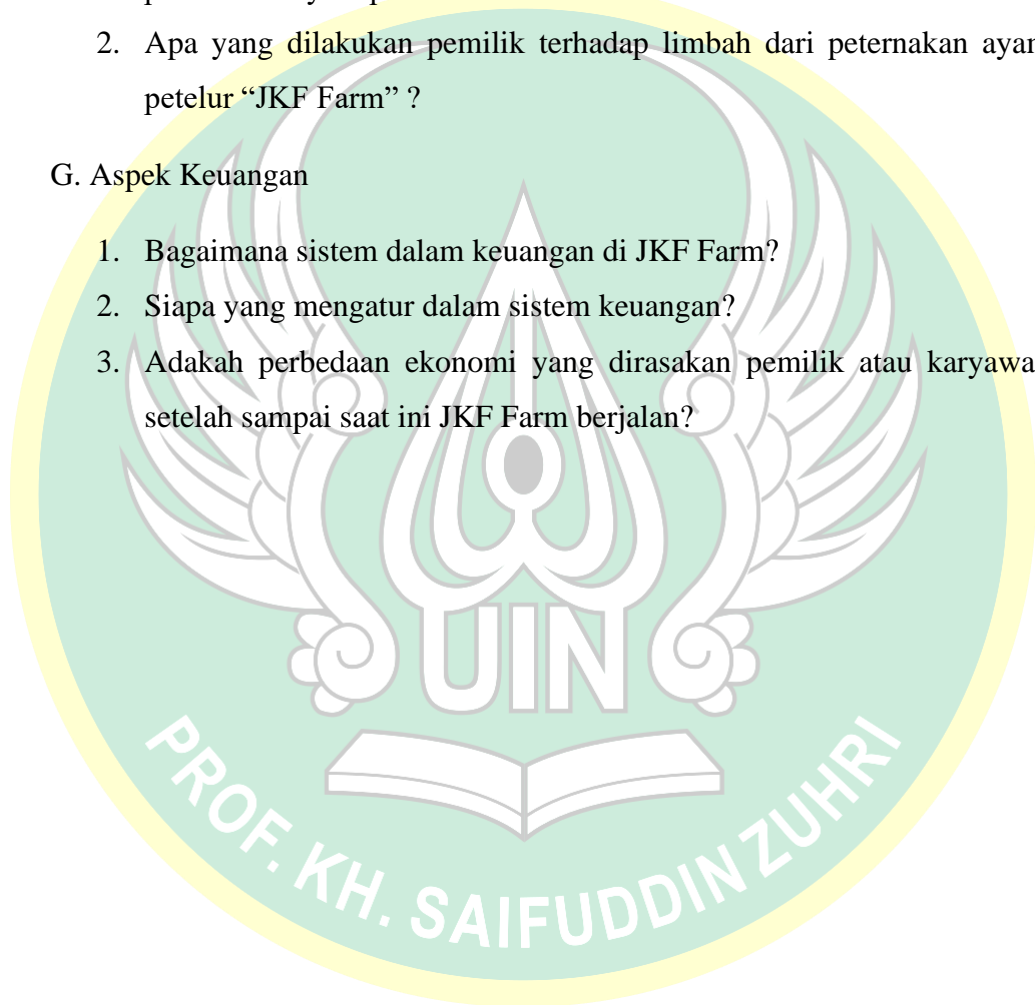 2. Apa yang dilakukan pemilik terhadap limbah dari peternakan
petelur “JKF Farm” ?
G. Aspek Keuangan
1. Bagaimana sistem dalam keuangan di JKF Farm?
2. Siapa yang mengatur dalam sistem keuangan?
3. Adakah perbedaan ekonomi yang dirasakan pemilik atau
setelah sampai saat ini JKF Farm berjalan?
UIN
PROF. KH. SAIFUDDIN ZUHRI